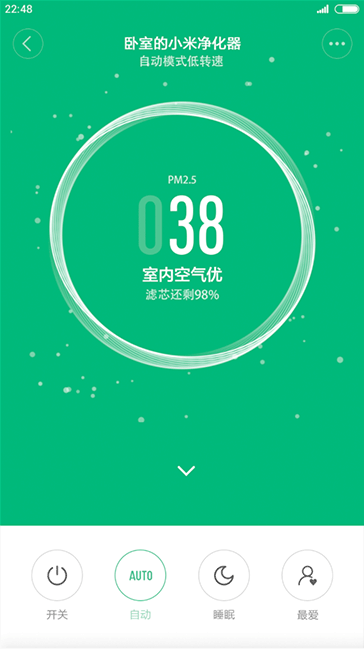 22:48
卧室的小米净化器
自动模式低转速
PM2.5
038
室内空气优
滤芯还剩98%
AUTO
开关
自动
睡眠
最爱